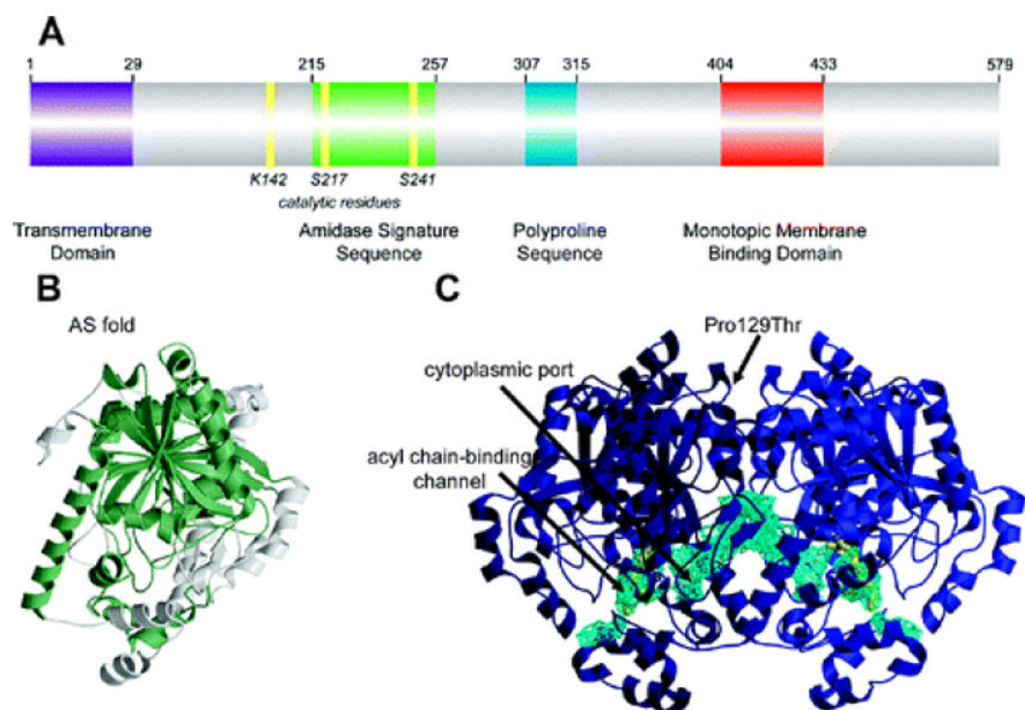 A
1 29 215 257 307 315 404 433 579
K142 S217 S241
catalytic residues
Transmembrane
Domain
Amidase Signature
Sequence
Polyproline
Sequence
Monotopic Membrane
Binding Domain
B
AS fold
C
Pro129Thr
cytoplasmic port
acyl chain-binding
channel